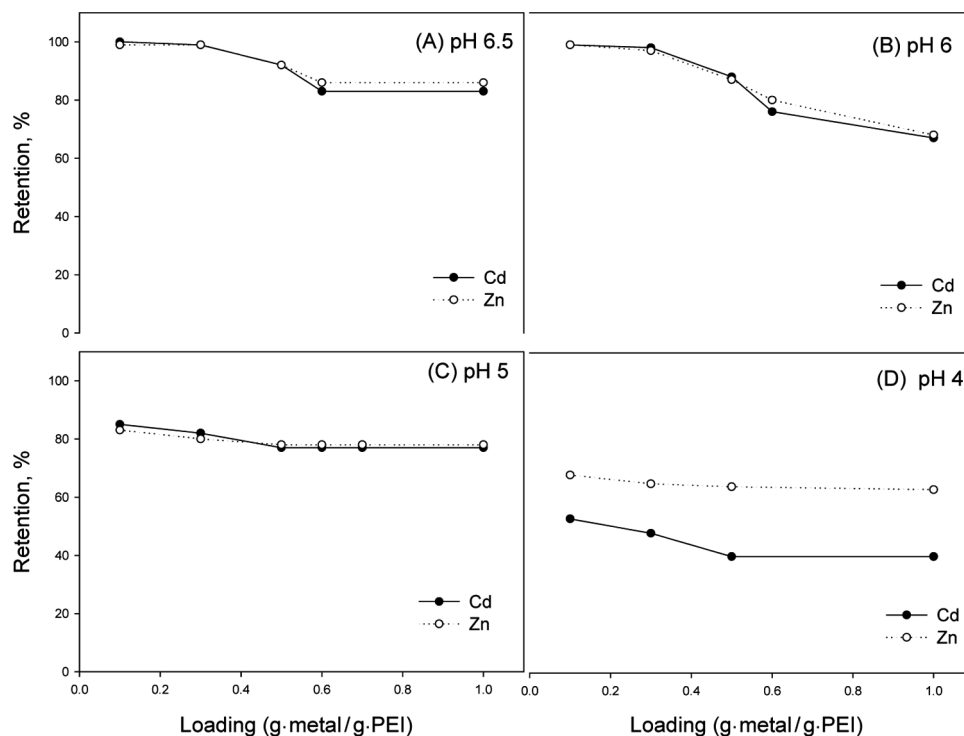 (A) pH 6.5
(B) pH 6
Retention, %
100
80
60
40
20
0
Cd
Zn
Cd
Zn
(C) pH 5
(D) pH 4
Retention, %
100
80
60
40
20
0
Cd
Zn
Cd
Zn
0.0 0.2 0.4 0.6 0.8 1.0
0.0 0.2 0.4 0.6 0.8 1.0
Loading (g·metal/g·PEI)
Loading (g·metal/g·PEI)